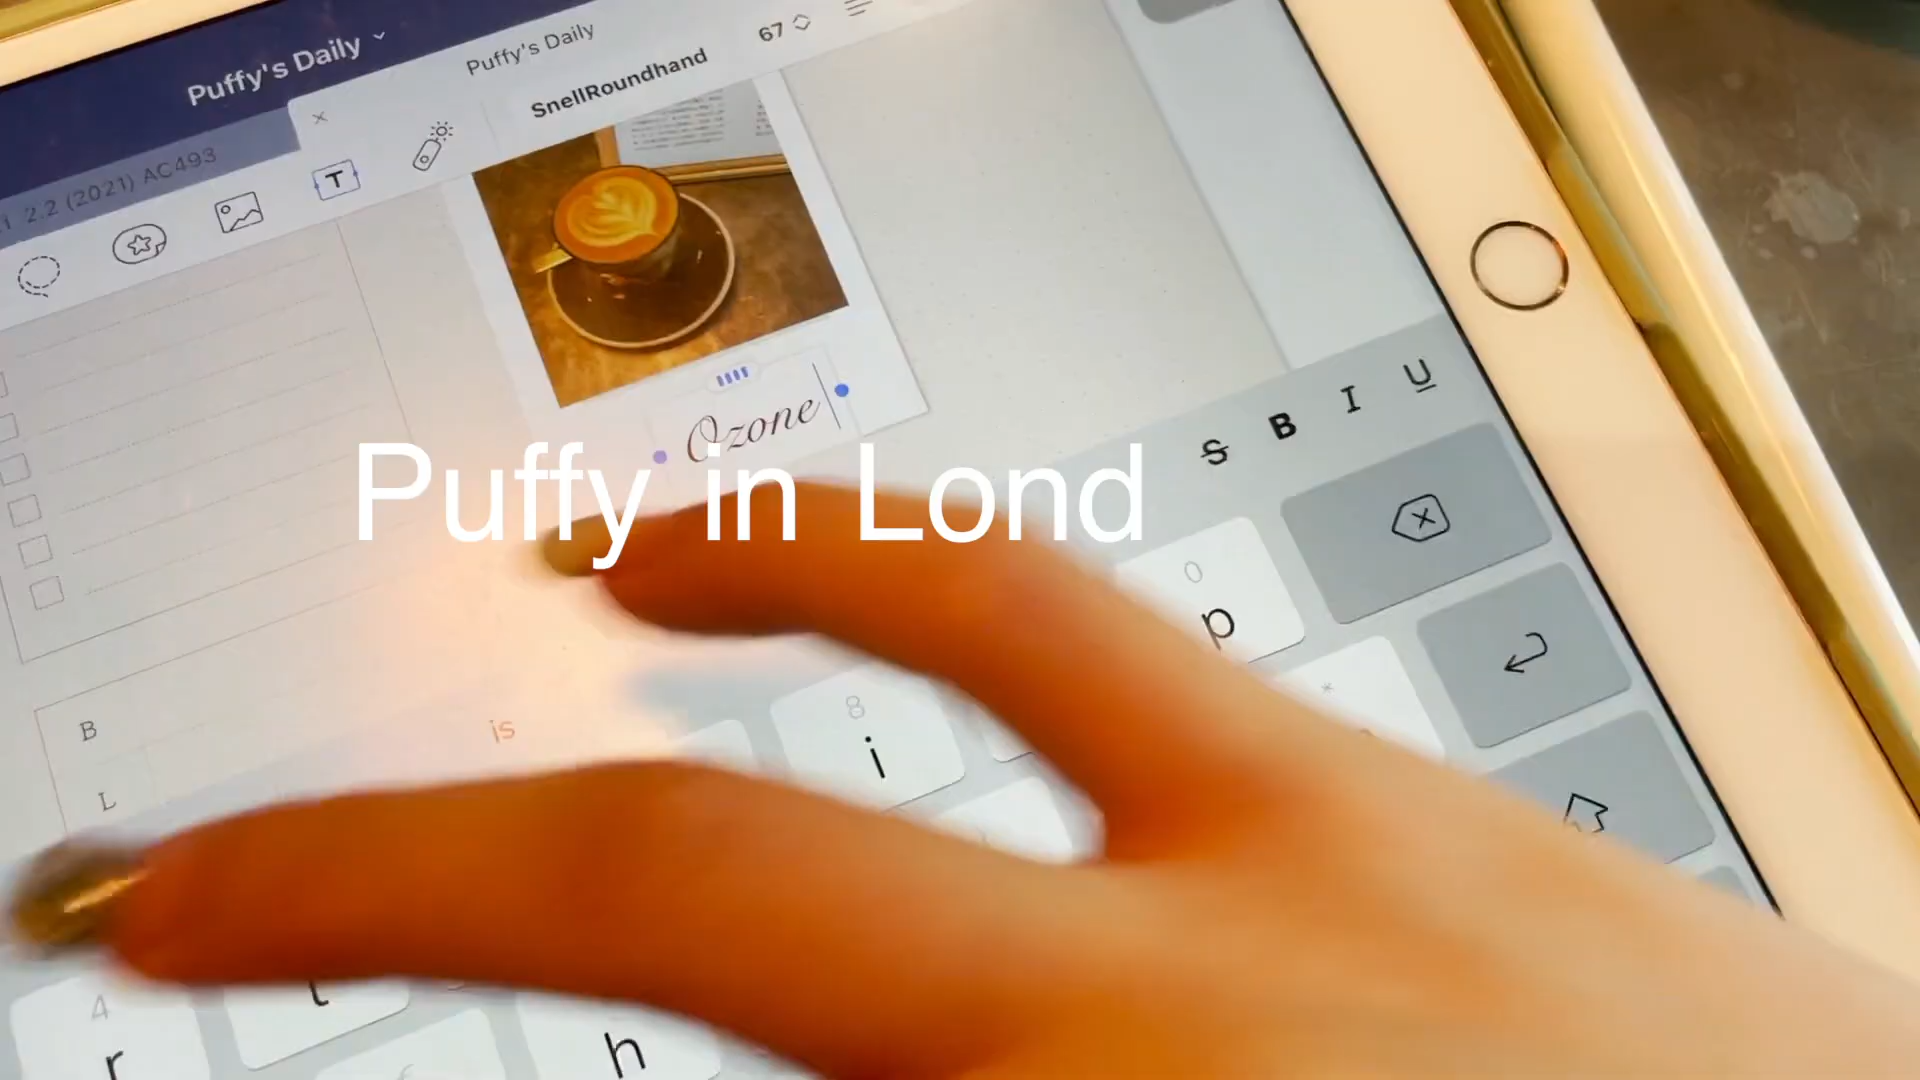 Puffy's Daily
Puffy's Daily
2.2 (2021) AC493
T
SnellRoundhand
67
Ozone
Puffy in Lond
S B I U
0
p
8
i
is
B
L
4
r
t
h